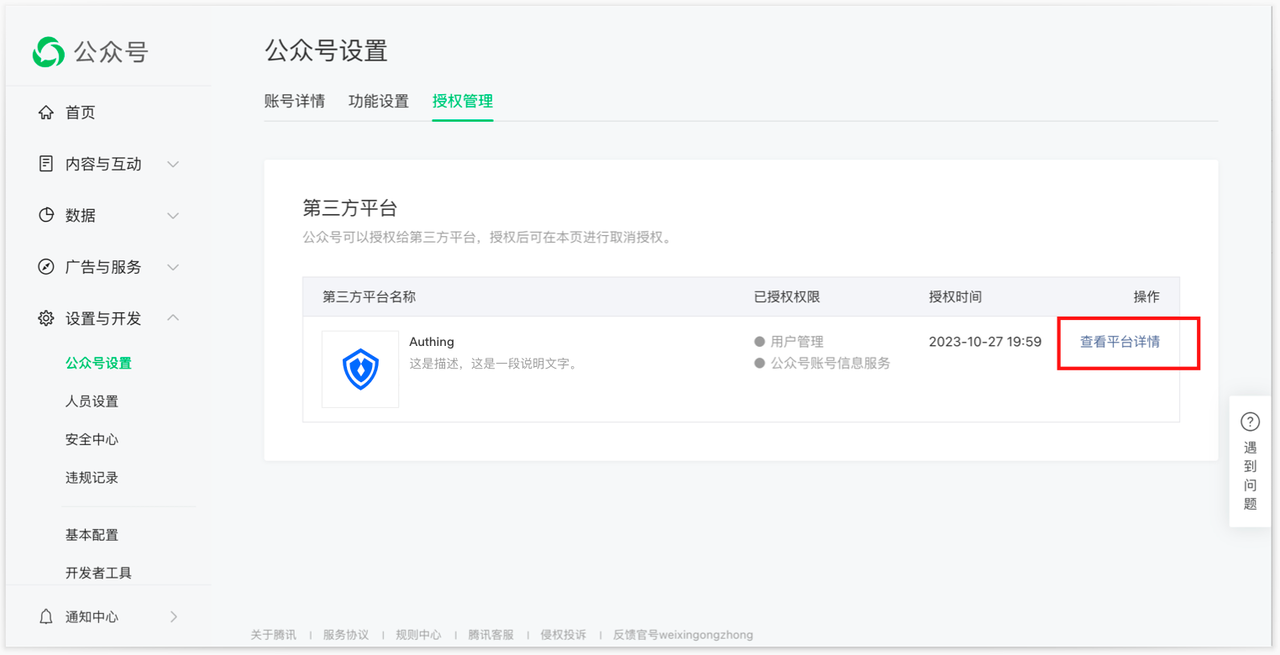 公众号
首页
内容与互动
数据
广告与服务
设置与开发
公众号设置
人员设置
安全中心
违规记录
基本配置
开发者工具
通知中心
公众号设置
账号详情 功能设置 授权管理
第三方平台
公众号可以授权给第三方平台，授权后可在本页进行取消授权。
第三方平台名称 已授权权限 授权时间 操作
Authing 用户管理 2023-10-27 19:59 查看平台详情
这是描述，这是一段说明文字。 公众号账号信息服务
遇到问题
关于腾讯 | 服务协议 | 规则中心 | 腾讯客服 | 侵权投诉 | 反馈官号weixingongzhong